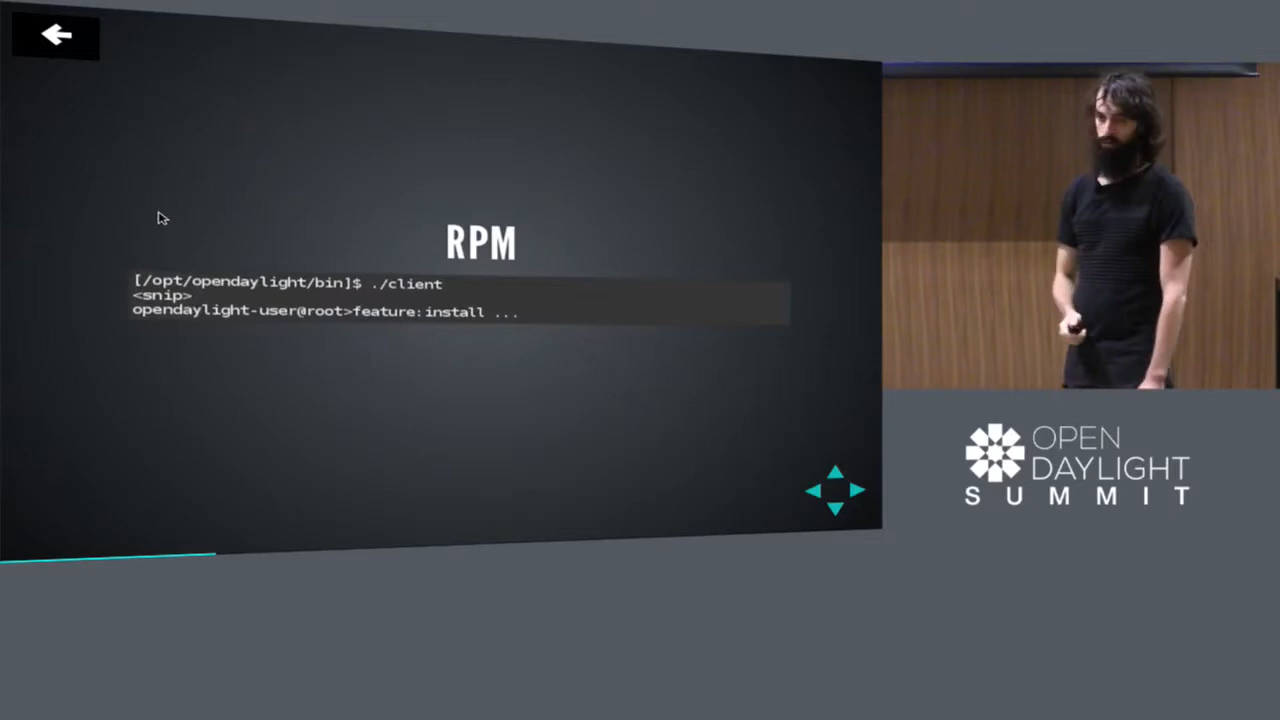 RPM
[/opt/opendaylight/bin]$ ./client
<snip>
opendaylight-user@root>feature:install ...
OPEN
DAYLIGHT
SUMMIT